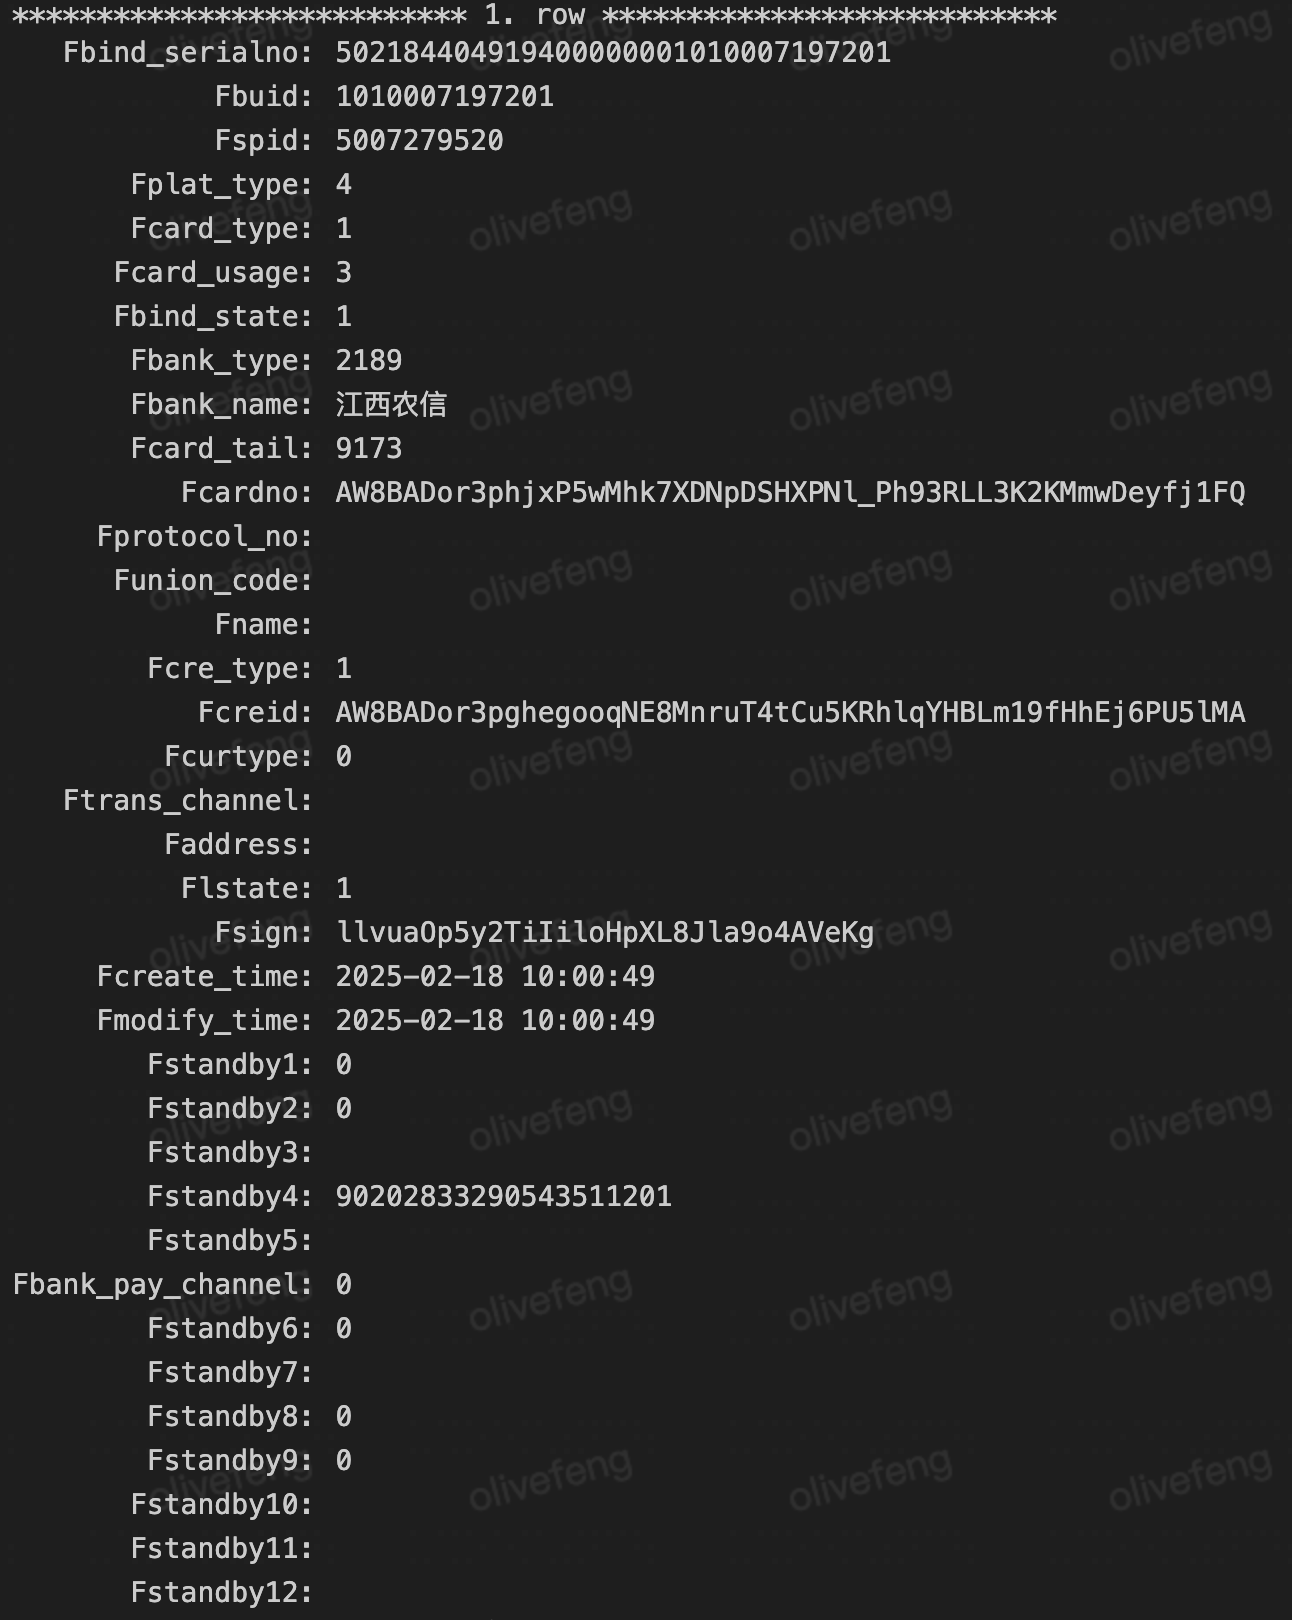 *************************** 1. row ***************************
Fbind_serialno: 502184404919400000001010007197201
Fbuid: 1010007197201
Fspid: 5007279520
Fplat_type: 4
Fcard_type: 1
Fcard_usage: 3
Fbind_state: 1
Fbank_type: 2189
Fbank_name: 江西农信
Fcard_tail: 9173
Fcardno: AW8BADor3phjxP5wMhk7XDNpDSHXPNl_Ph93RLL3K2KMmwDeyfj1FQ
Fprotocol_no:
Funion_code:
Fname:
Fcre_type: 1
Fcreid: AW8BADor3pghegooqNE8MnruT4tCu5KRhlqYHBLm19fHhEj6PU5lMA
Fcurtype: 0
Ftrans_channel:
Faddress:
Flstate: 1
Fsign: llvuaOp5y2TiIiloHpXL8Jla9o4AVeKg
Fcreate_time: 2025-02-18 10:00:49
Fmodify_time: 2025-02-18 10:00:49
Fstandby1: 0
Fstandby2: 0
Fstandby3:
Fstandby4: 90202833290543511201
Fstandby5:
Fbank_pay_channel: 0
Fstandby6: 0
Fstandby7:
Fstandby8: 0
Fstandby9: 0
Fstandby10:
Fstandby11:
Fstandby12: